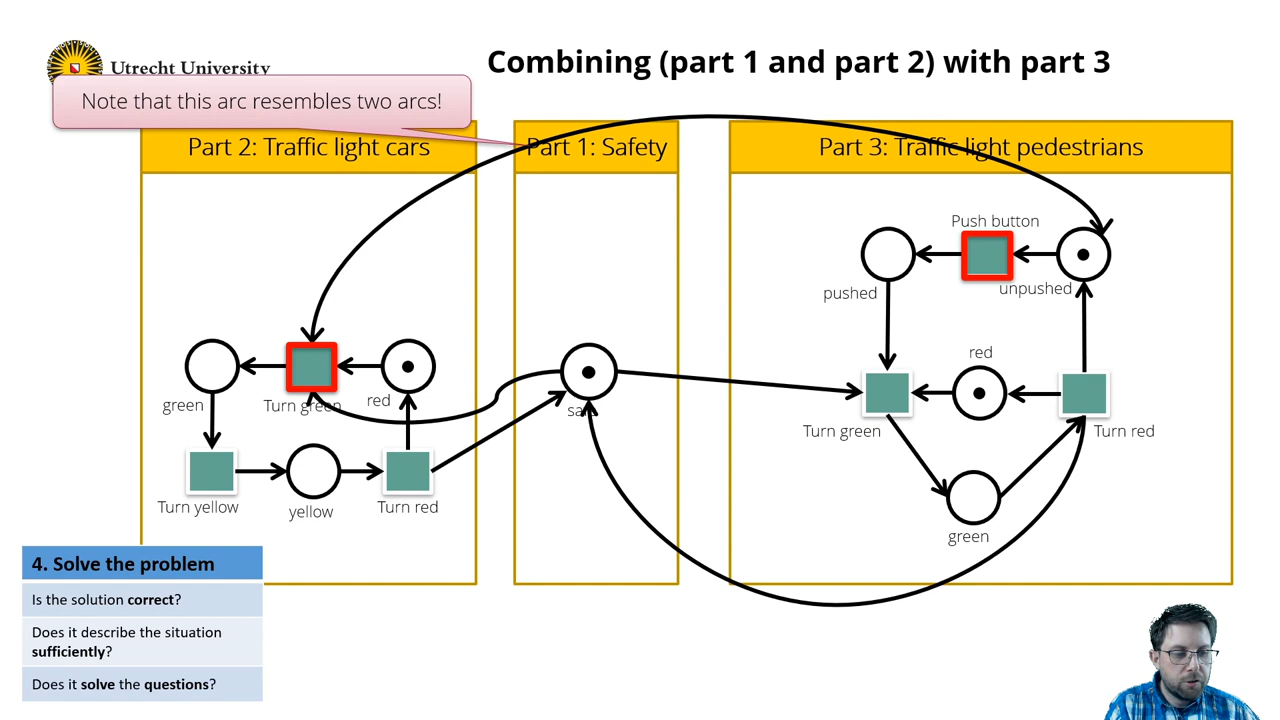 Combining (part 1 and part 2) with part 3
Utrecht University
Note that this arc resembles two arcs!
Part 2: Traffic light cars
Part 1: Safety
Part 3: Traffic light pedestrians
Push button
pushed
unpushed
red
green
Turn green
red
Turn green
Turn red
Turn yellow
yellow
Turn red
green
4. Solve the problem
Is the solution correct?
Does it describe the situation
sufficiently?
Does it solve the questions?